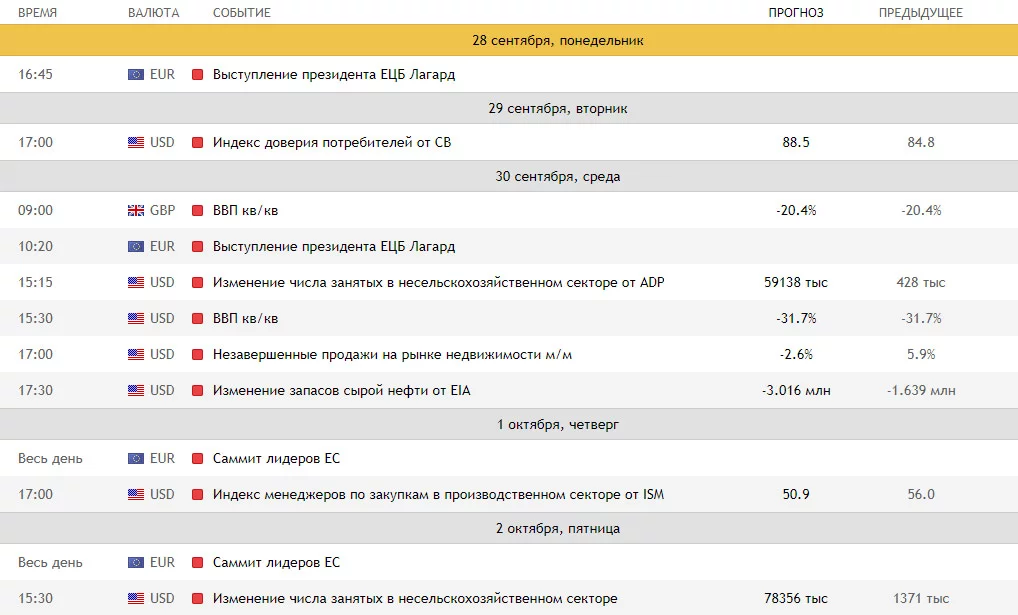 ВРЕМЯ ВАЛЮТА СОБЫТИЕ ПРОГНОЗ ПРЕДЫДУЩЕЕ
28 сентября, понедельник
16:45 EUR Выступление президента ЕЦБ Лагард
29 сентября, вторник
17:00 USD Индекс доверия потребителей от CB 88.5 84.8
30 сентября, среда
09:00 GBP ВВП кв/кв -20.4% -20.4%
10:20 EUR Выступление президента ЕЦБ Лагард
15:15 USD Изменение числа занятых в несельскохозяйственном секторе от ADP 59138 тыс 428 тыс
15:30 USD ВВП кв/кв -31.7% -31.7%
17:00 USD Незавершенные продажи на рынке недвижимости м/м -2.6% 5.9%
17:30 USD Изменение запасов сырой нефти от EIA -3.016 млн -1.639 млн
1 октября, четверг
Весь день EUR Саммит лидеров ЕС
17:00 USD Индекс менеджеров по закупкам в производственном секторе от ISM 50.9 56.0
2 октября, пятница
Весь день EUR Саммит лидеров ЕС
15:30 USD Изменение числа занятых в несельскохозяйственном секторе 78356 тыс 1371 тыс